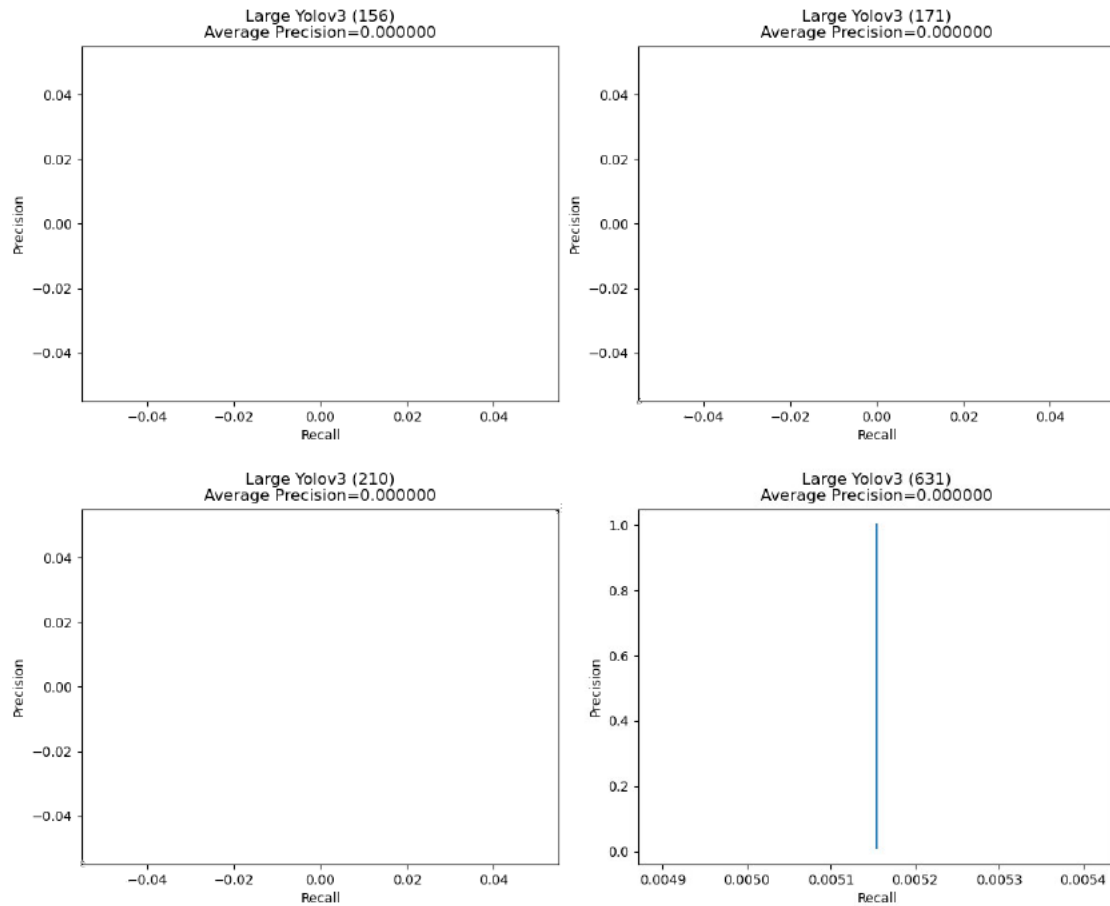 Large Yolov3 (156)
Average Precision=0.000000
0.04
0.02
0.00
−0.02
−0.04
Precision
−0.04 −0.02 0.00 0.02 0.04
Recall
Large Yolov3 (171)
Average Precision=0.000000
0.04
0.02
0.00
−0.02
−0.04
Precision
−0.04 −0.02 0.00 0.02 0.04
Recall
Large Yolov3 (210)
Average Precision=0.000000
0.04
0.02
0.00
−0.02
−0.04
Precision
−0.04 −0.02 0.00 0.02 0.04
Recall
Large Yolov3 (631)
Average Precision=0.000000
1.0
0.8
0.6
0.4
0.2
0.0
Precision
0.0049 0.0050 0.0051 0.0052 0.0053 0.0054
Recall